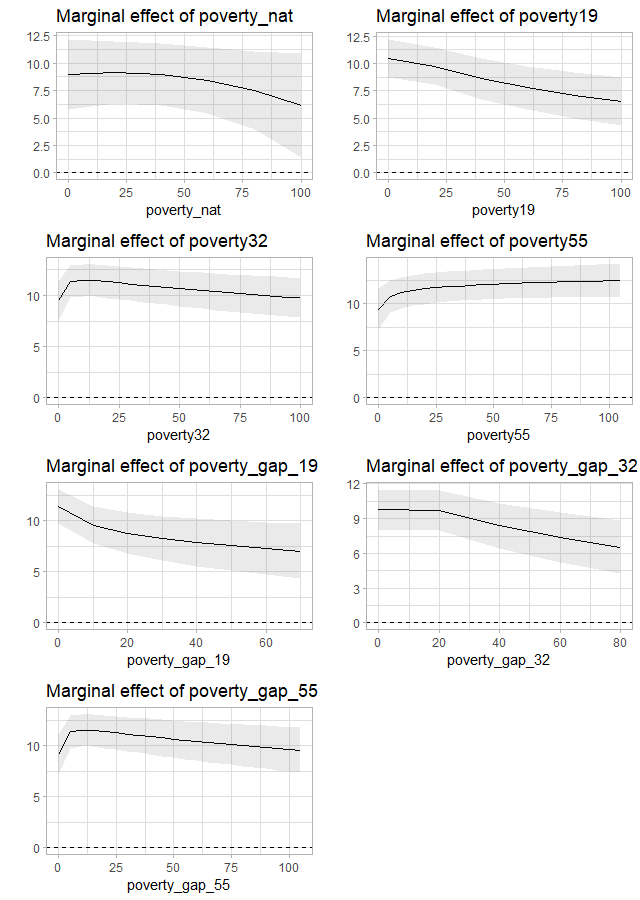 Marginal effect of poverty_nat
12.5
10.0
7.5
5.0
2.5
0.0
0 25 50 75 100
poverty_nat
Marginal effect of poverty19
12.5
10.0
7.5
5.0
2.5
0.0
0 25 50 75 100
poverty19
Marginal effect of poverty32
10
5
0
0 25 50 75 100
poverty32
Marginal effect of poverty55
10
5
0
0 25 50 75 100
poverty55
Marginal effect of poverty_gap_19
10
5
0
0 20 40 60
poverty_gap_19
Marginal effect of poverty_gap_32
12
9
6
3
0
0 20 40 60 80
poverty_gap_32
Marginal effect of poverty_gap_55
10
5
0
0 25 50 75 100
poverty_gap_55